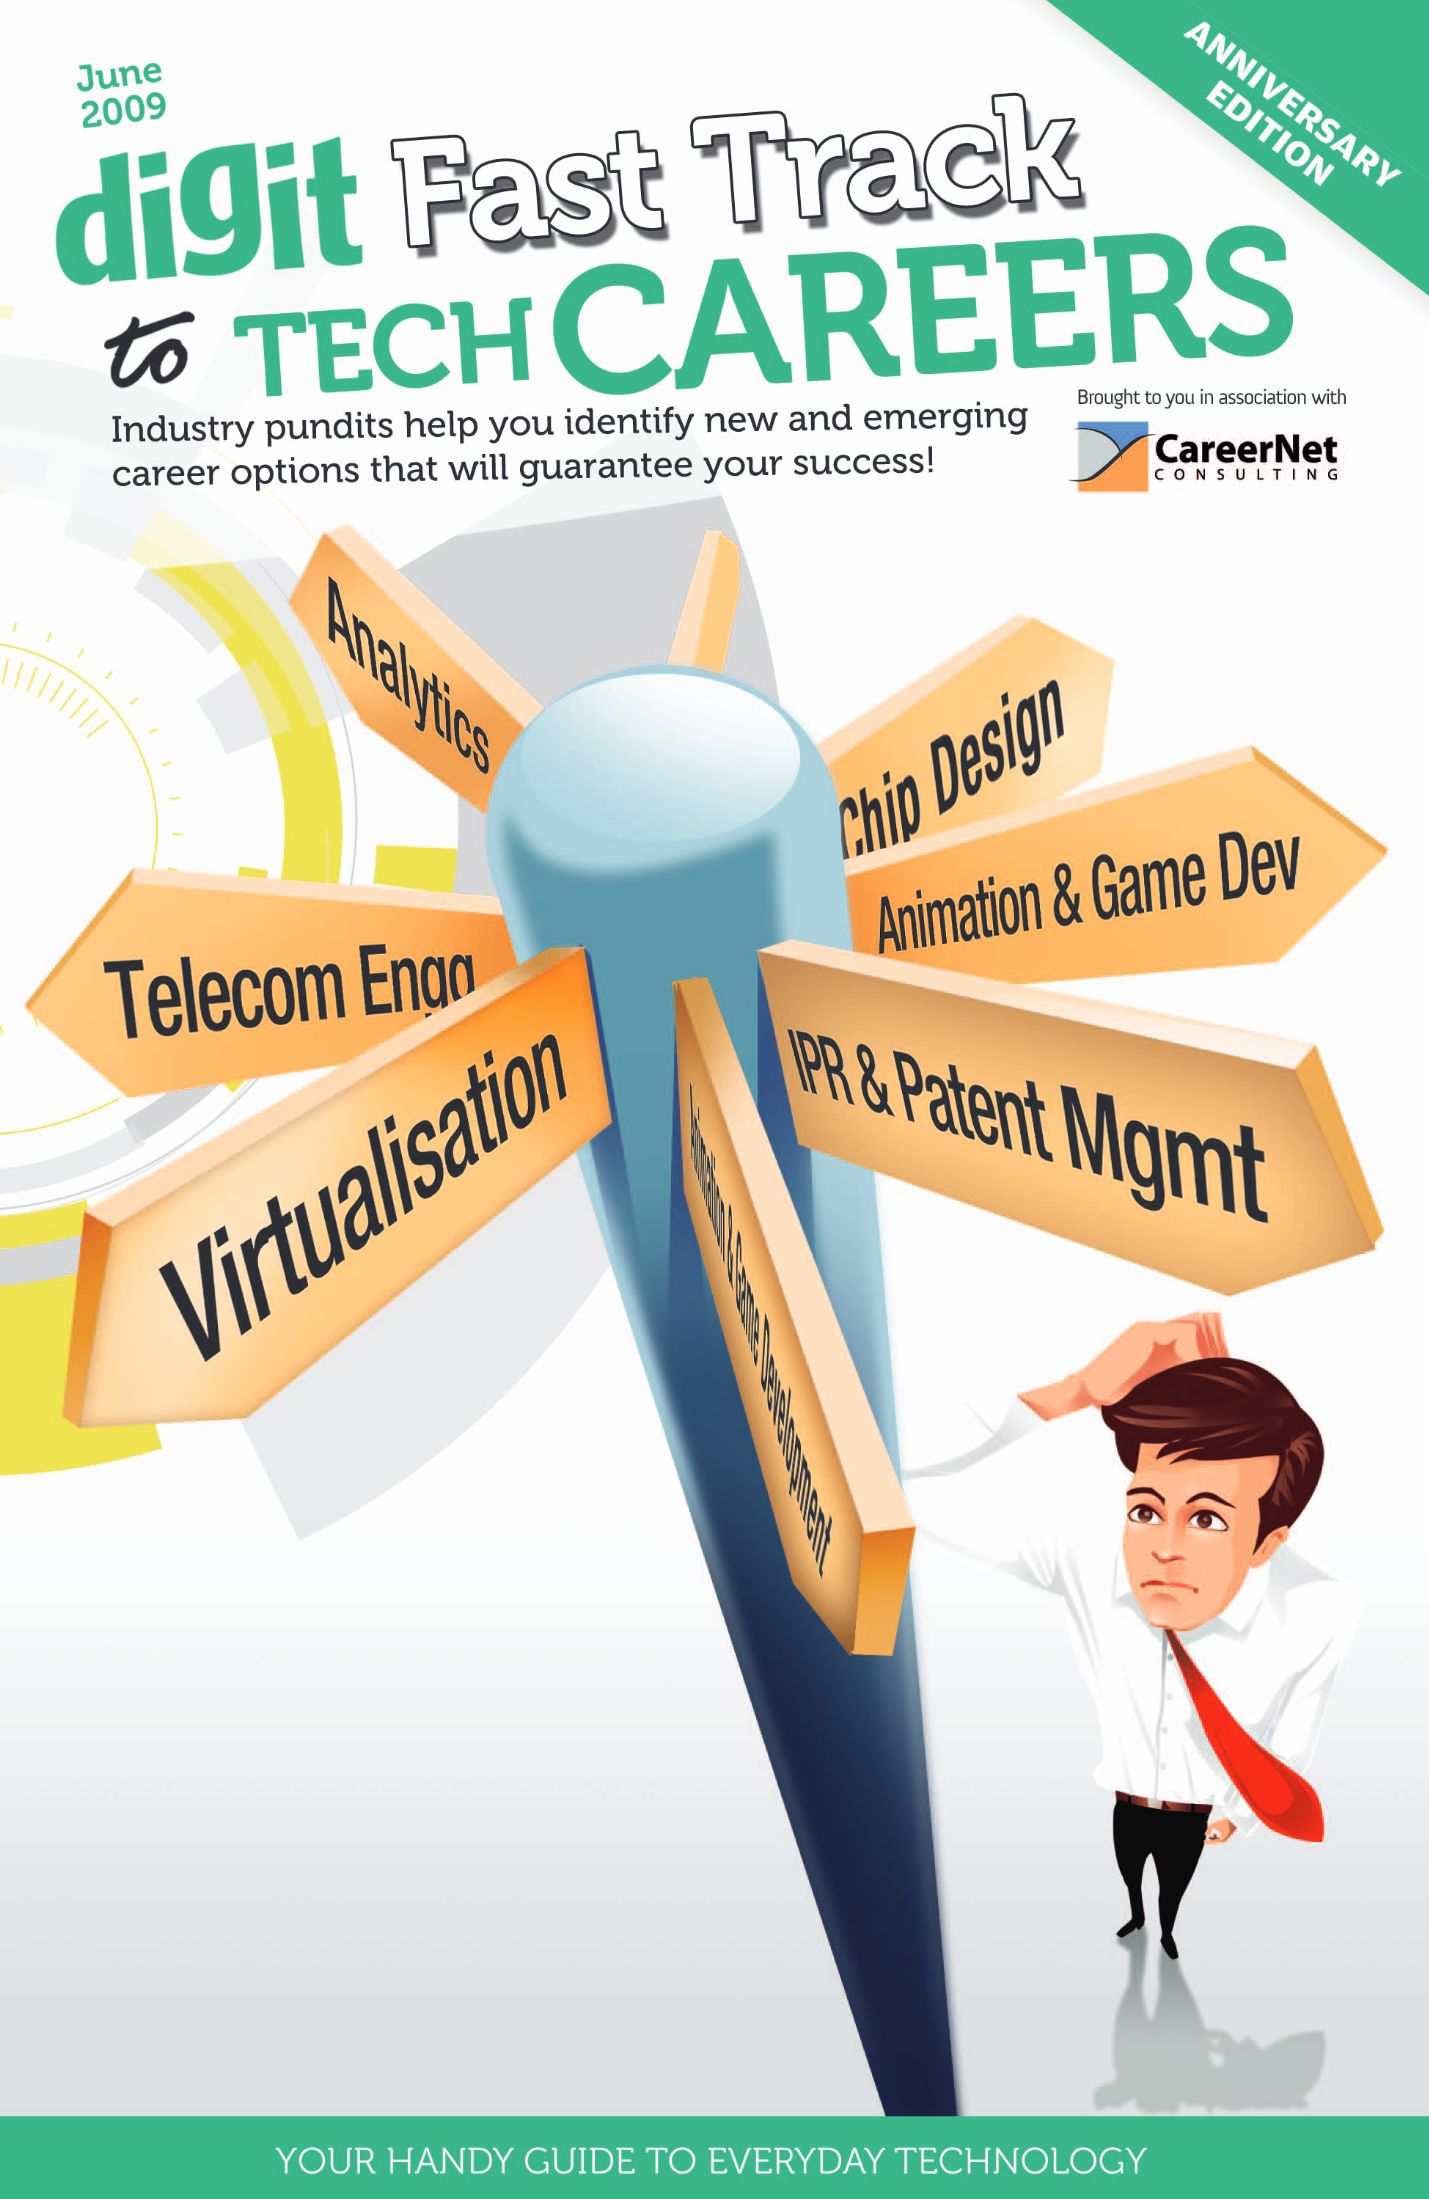 June
2009
ANNIVERSARY
EDITION
digit Fast Track
to TECH CAREERS
Industry pundits help you identify new and emerging
career options that will guarantee your success!
Brought to you in association with
CareerNet
CONSULTING
Analytics
Chip Design
Animation & Game Dev
Telecom Engg
Virtualisation
IPR & Patent Mgmt
Animation & Game Development
YOUR HANDY GUIDE TO EVERYDAY TECHNOLOGY